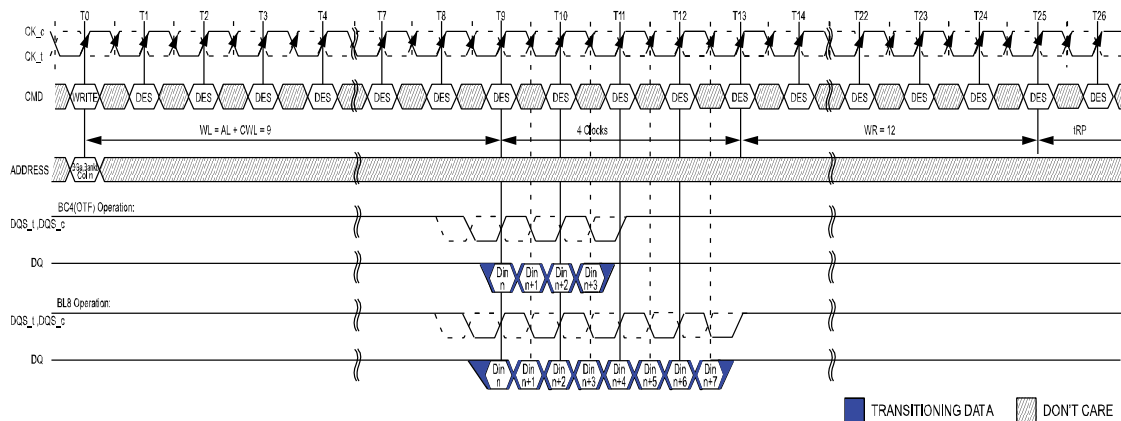 T0 T1 T2 T3 T4 T7 T8 T9 T10 T11 T12 T13 T14 T22 T23 T24 T25 T26
CK_c
CK_t
CMD WRITE DES DES DES DES DES DES DES DES DES DES DES DES DES DES DES DES DES
WL = AL + CWL = 9 4 Clocks WR = 12 tRP
ADDRESS
Col n
BC4(OTF) Operation:
DQS_t ,DQS_c
DQ Din n Din n+1 Din n+2 Din n+3
BL8 Operation:
DQS_t ,DQS_c
DQ Din n Din n+1 Din n+2 Din n+3 Din n+4 Din n+5 Din n+6 Din n+7
TRANSITIONING DATA DON'T CARE